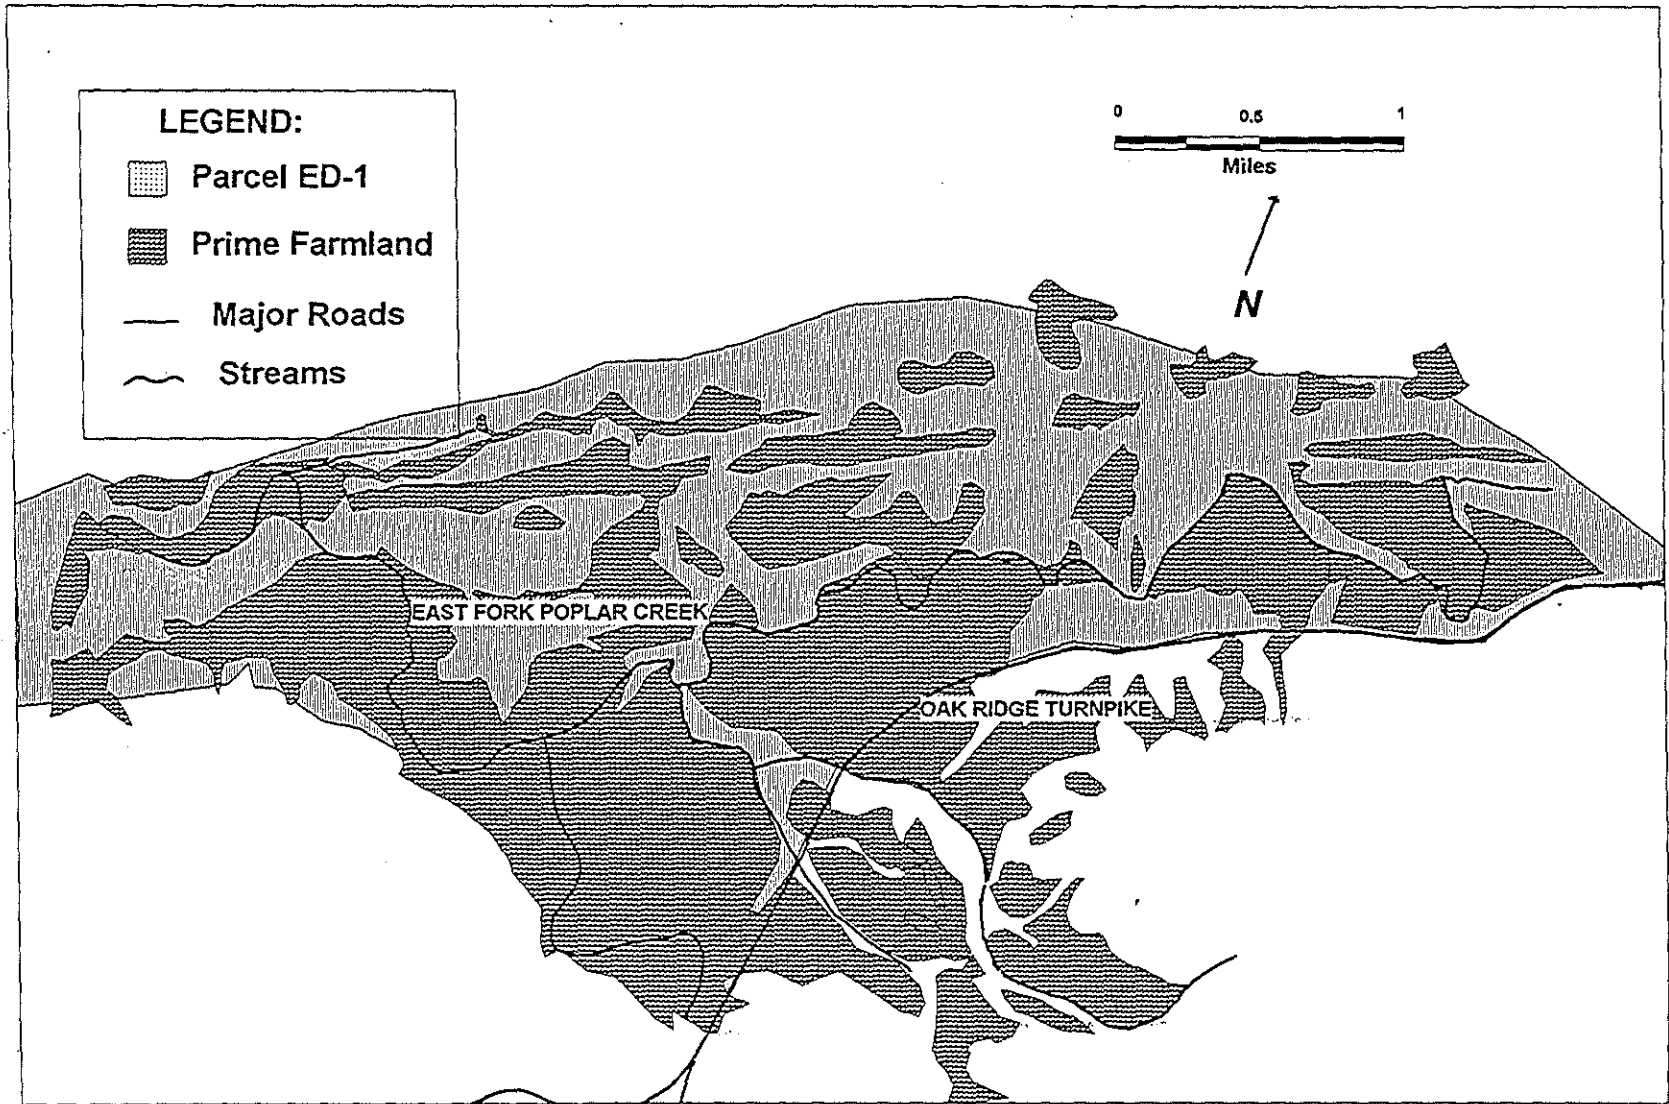 LEGEND:
Parcel ED-1
Prime Farmland
Major Roads
Streams
0 0.5 1
Miles
N
EAST FORK POPLAR CREEK
OAK RIDGE TURNPIKE